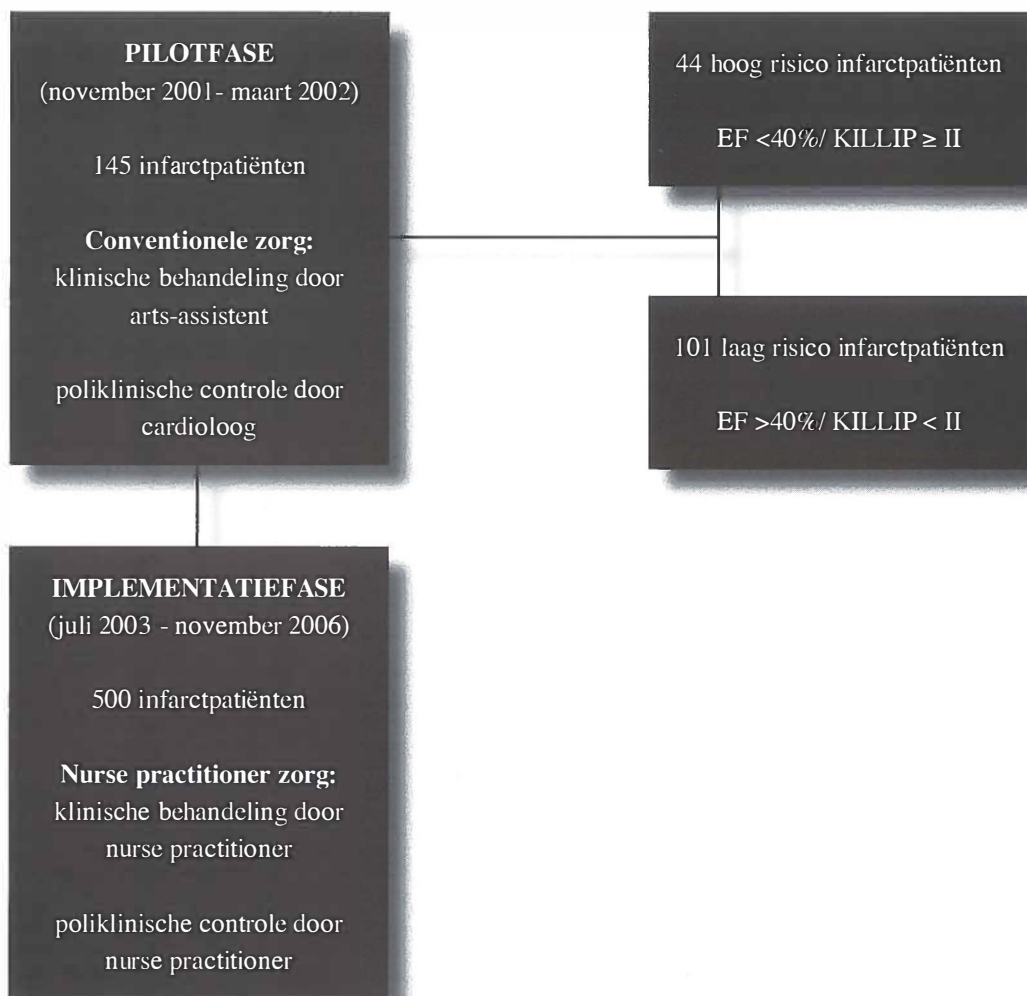 PILOTFASE
(november 2001- maart 2002)
145 infarctpatiënten
Conventionele zorg:
klinische behandeling door
arts-assistent
poliklinische controle door
cardioloog
44 hoog risico infarctpatiënten
EF <40%/ KILLIP ≥ II
101 laag risico infarctpatiënten
EF >40%/ KILLIP < II
IMPLEMENTATIEFASE
(juli 2003 - november 2006)
500 infarctpatiënten
Nurse practitioner zorg:
klinische behandeling door
nurse practitioner
poliklinische controle door
nurse practitioner